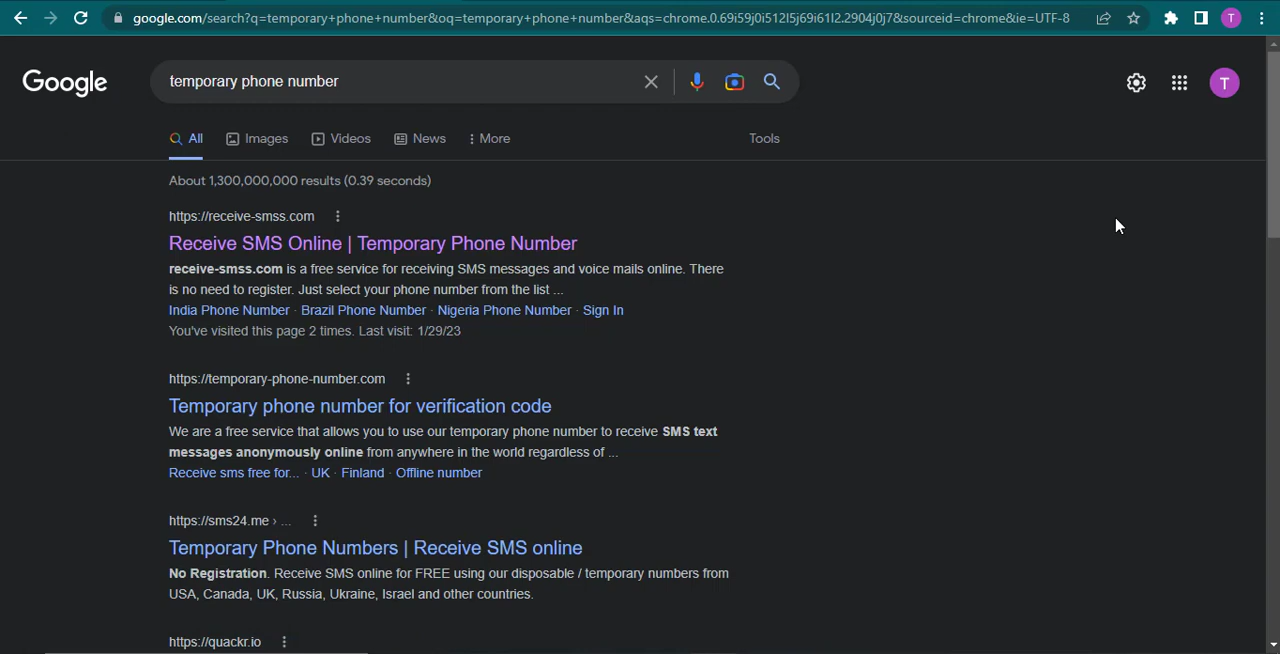 google.com/search?q=temporary+phone+number&oq=temporary+phone+number&aqs=chrome.0.69i59j0i512l5j69i61l2.2904j0j7&sourceid=chrome&ie=UTF-8
T
Google
temporary phone number
T
All
Images
Videos
News
More
Tools
About 1,300,000,000 results (0.39 seconds)
https://receive-smss.com
Receive SMS Online | Temporary Phone Number
receive-smss.com is a free service for receiving SMS messages and voice mails online. There
is no need to register. Just select your phone number from the list ...
India Phone Number · Brazil Phone Number · Nigeria Phone Number · Sign In
You've visited this page 2 times. Last visit: 1/29/23
https://temporary-phone-number.com
Temporary phone number for verification code
We are a free service that allows you to use our temporary phone number to receive SMS text
messages anonymously online from anywhere in the world regardless of ...
Receive sms free for... · UK · Finland · Offline number
https://sms24.me › ...
Temporary Phone Numbers | Receive SMS online
No Registration. Receive SMS online for FREE using our disposable / temporary numbers from
USA, Canada, UK, Russia, Ukraine, Israel and other countries.
https://quackr.io